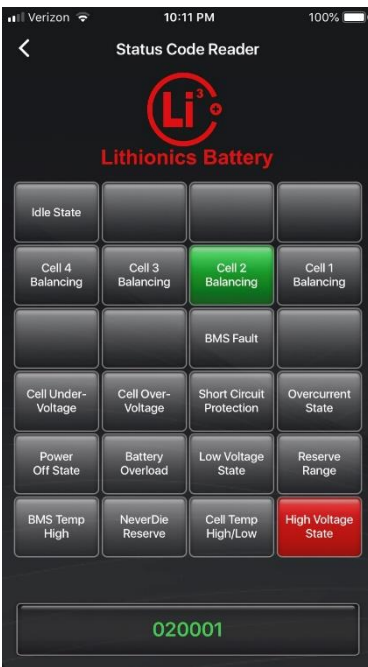 Verizon 10:11 PM 100%
Status Code Reader
Li3+
Lithionics Battery
Idle State
Cell 4 Balancing
Cell 3 Balancing
Cell 2 Balancing
Cell 1 Balancing
BMS Fault
Cell Under-Voltage
Cell Over-Voltage
Short Circuit Protection
Overcurrent State
Power Off State
Battery Overload
Low Voltage State
Reserve Range
BMS Temp High
NeverDie Reserve
Cell Temp High/Low
High Voltage State
020001